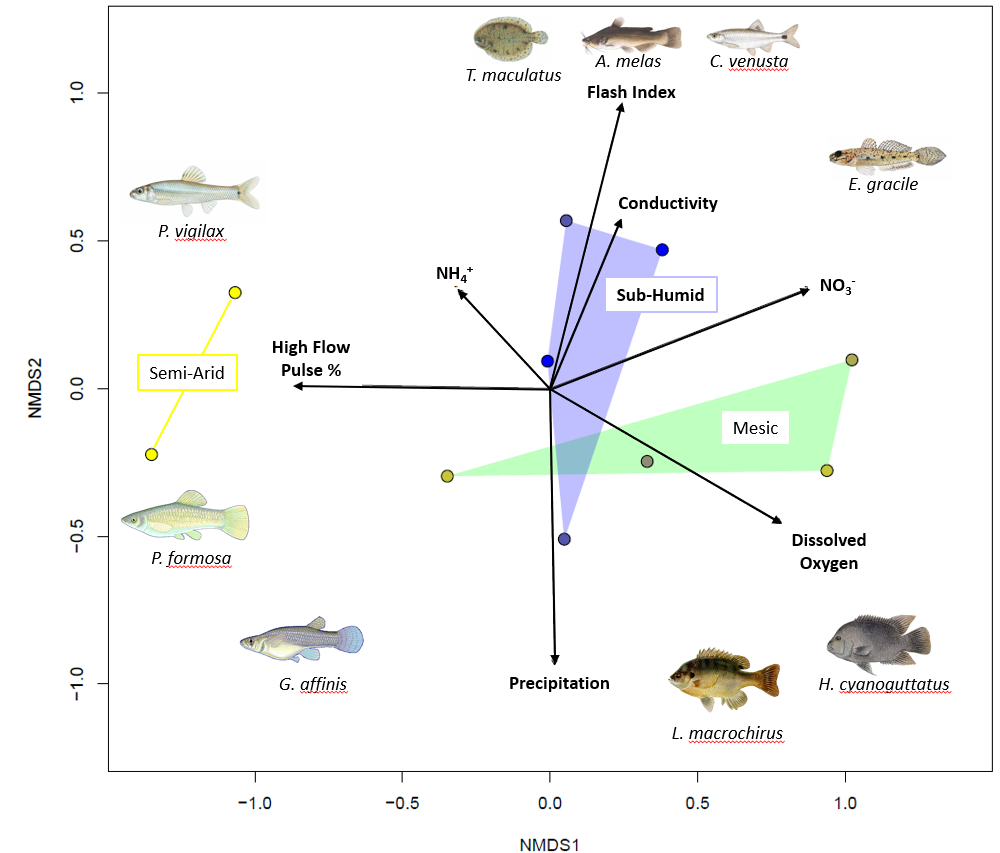 T. maculatus
A. melas
C. venusta
Flash Index
1.0
E. gracile
Conductivity
P. vigilax
0.5
NH₄⁺
NO₃⁻
Sub-Humid
High Flow
Pulse %
Semi-Arid
NMDS2
0.0
Mesic
−0.5
Dissolved
Oxygen
P. formosa
G. affinis
Precipitation
−1.0
H. cyanoguttatus
L. macrochirus
−1.0
−0.5
0.0
0.5
1.0
NMDS1